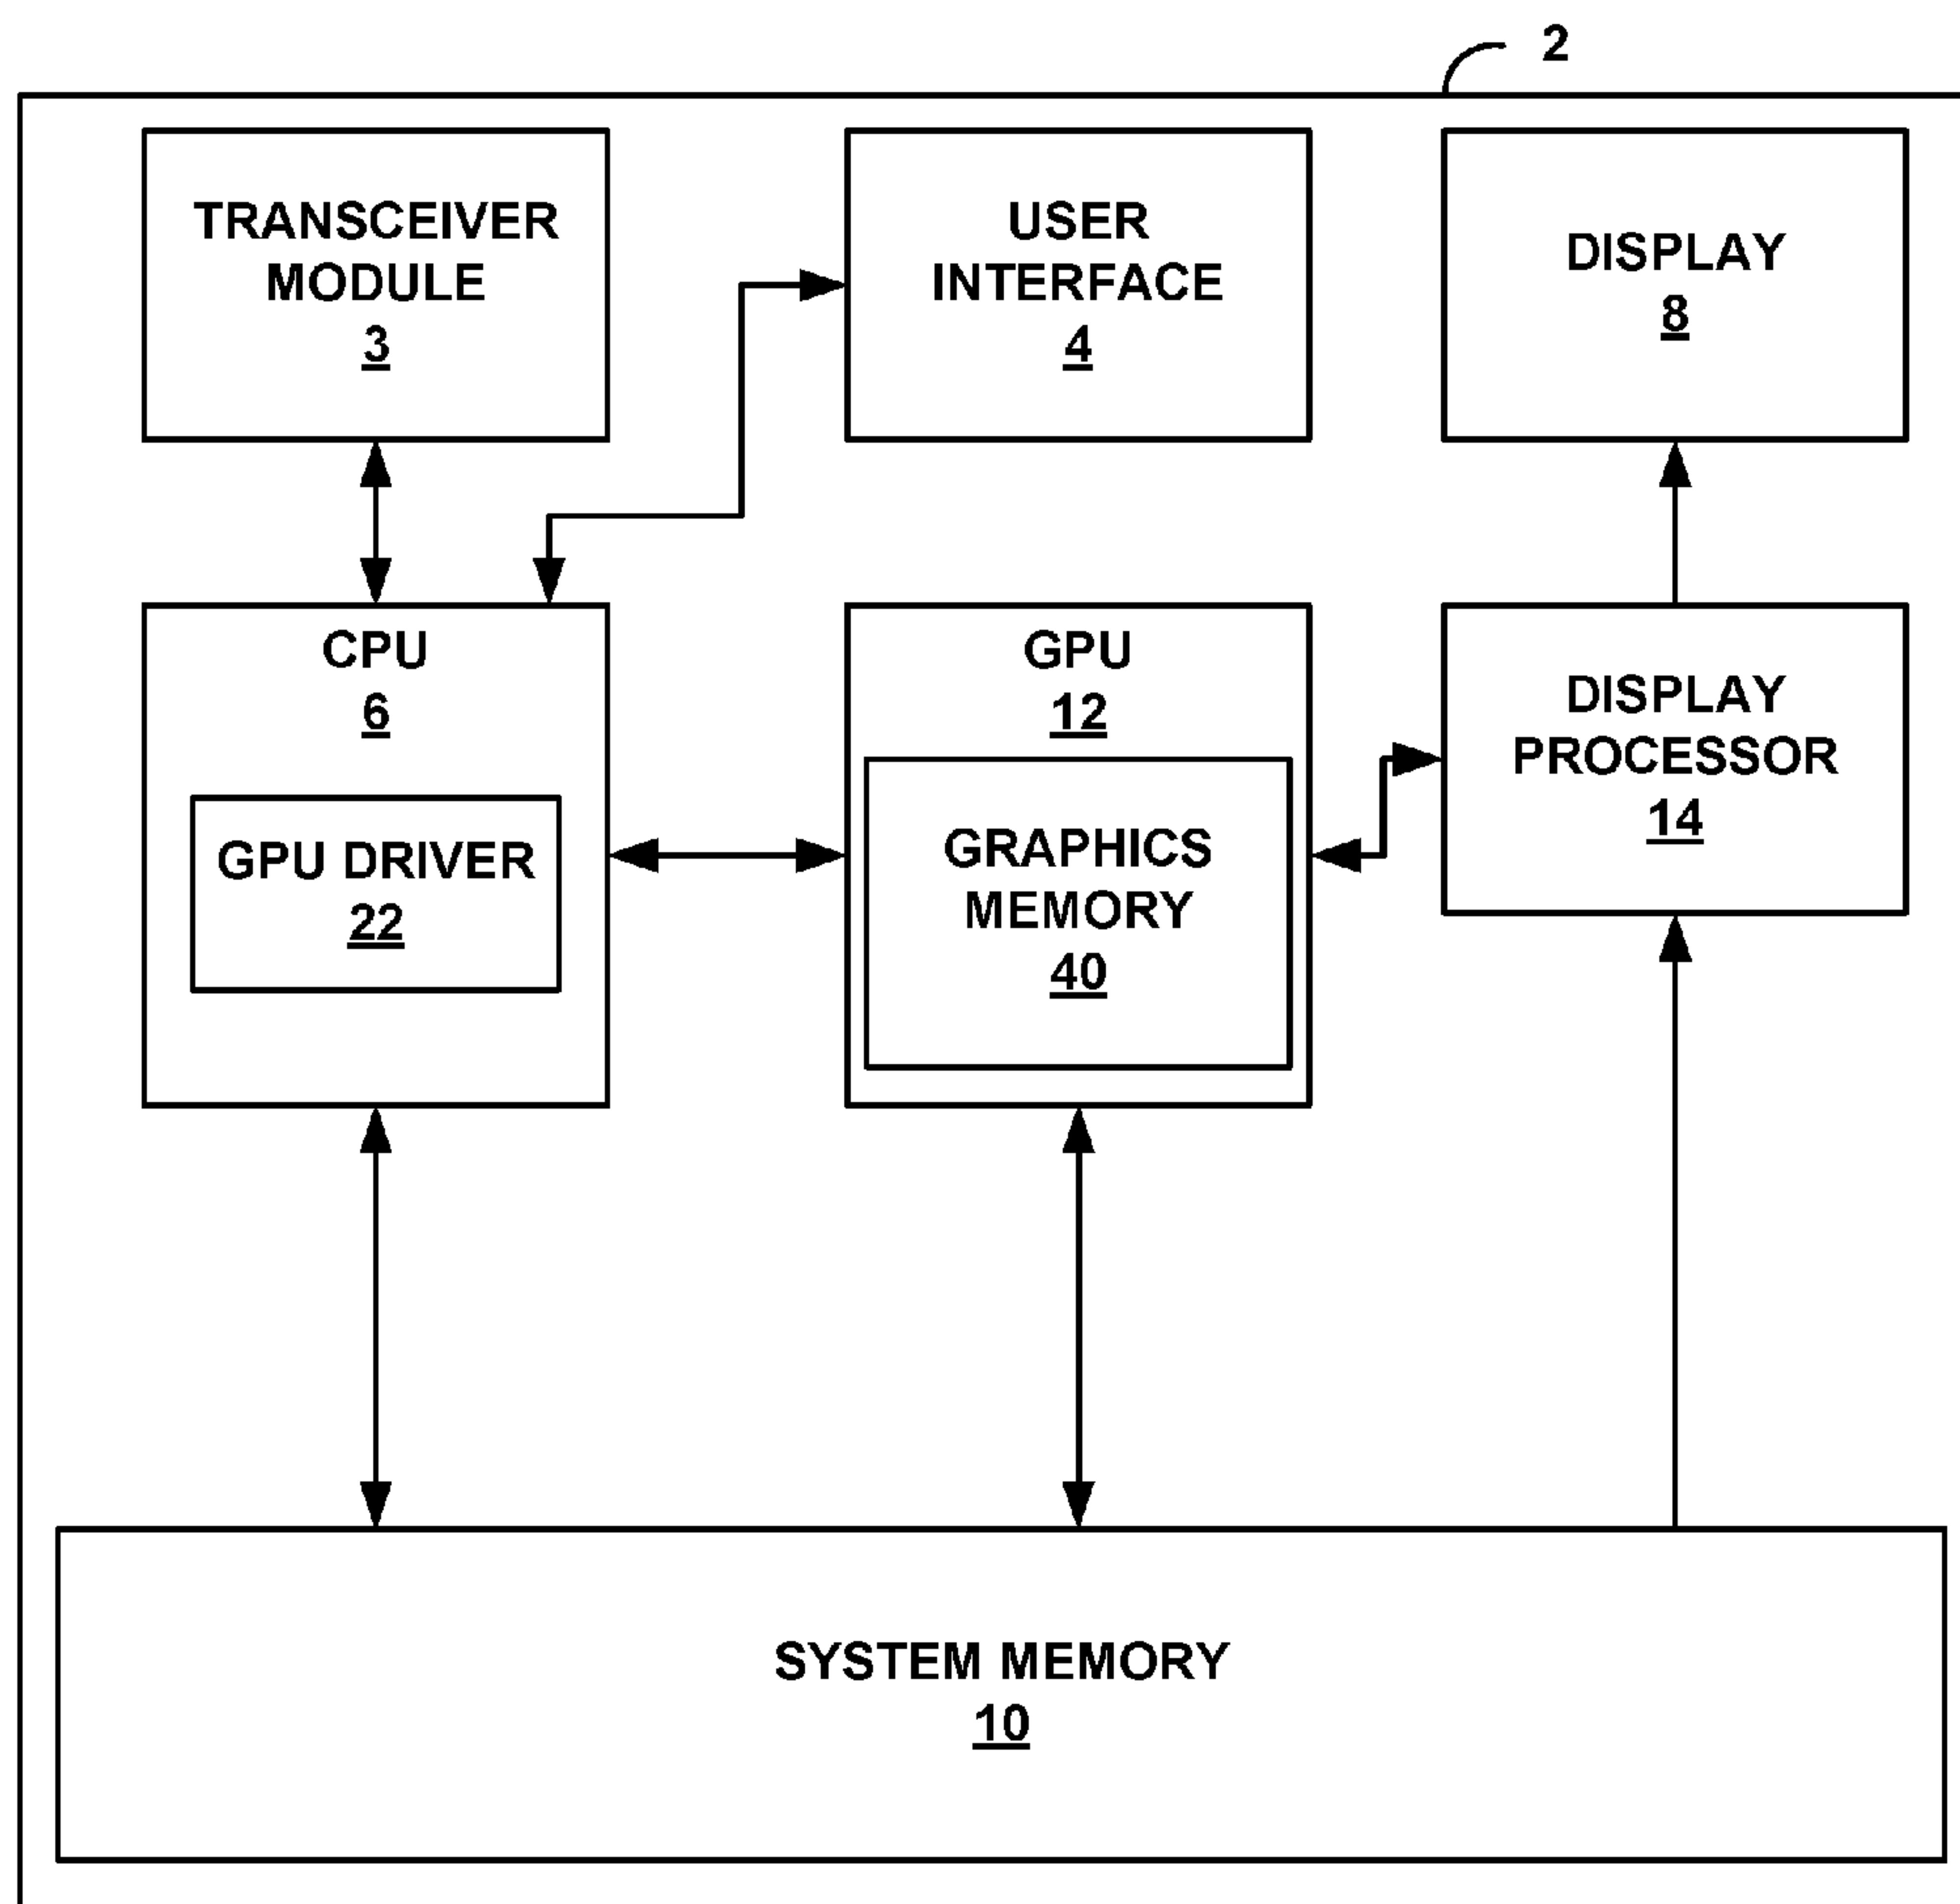 2
TRANSCEIVER
MODULE
3
USER
INTERFACE
4
DISPLAY
8
CPU
6
GPU DRIVER
22
GPU
12
GRAPHICS
MEMORY
40
DISPLAY
PROCESSOR
14
SYSTEM MEMORY
10